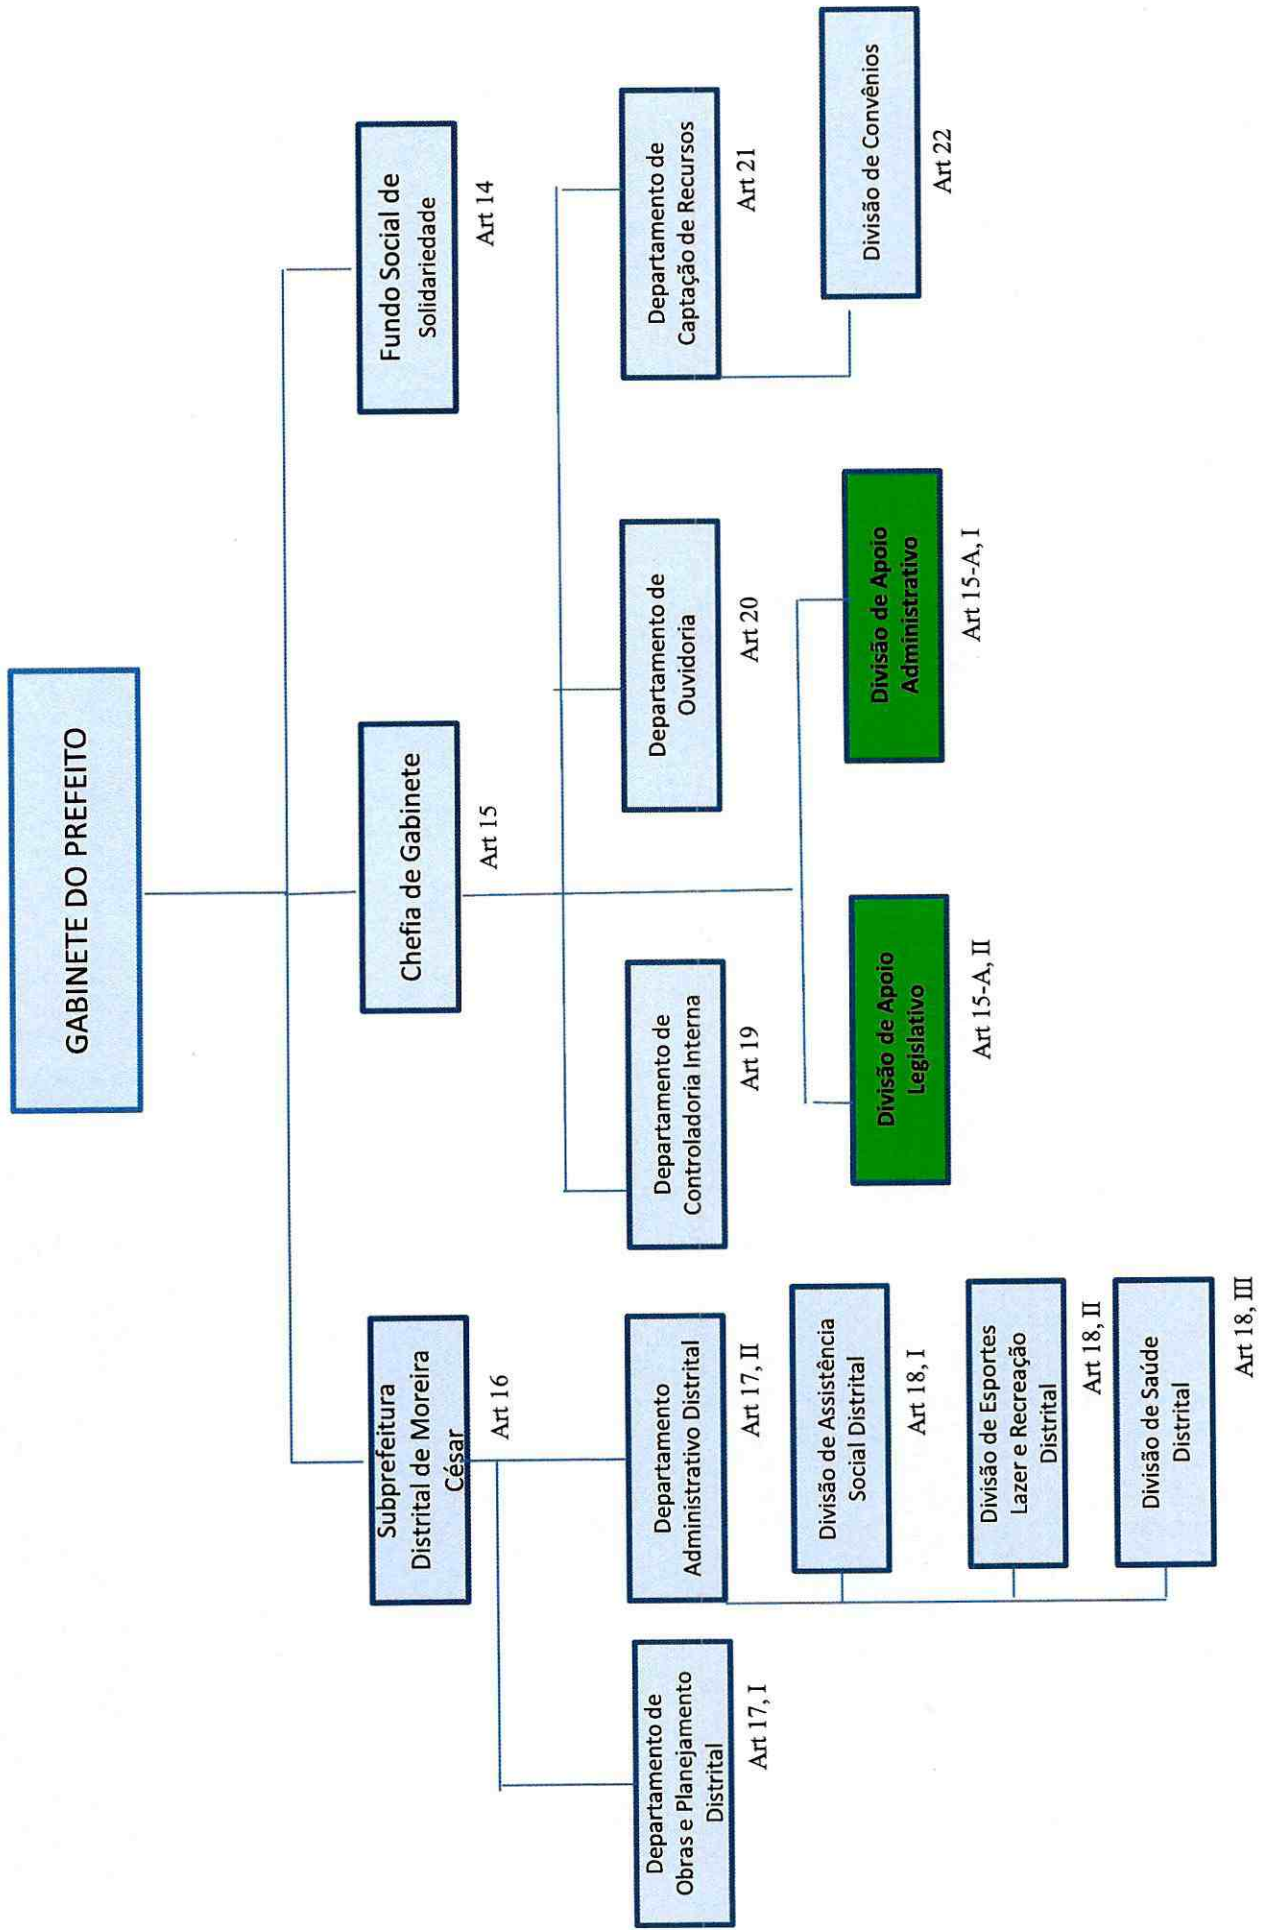 GABINETE DO PREFEITO
Subprefeitura
Distrital de Moreira
César
Art 16
Chefia de Gabinete
Art 15
Fundo Social de
Solidariedade
Art 14
Departamento de
Obras e Planejamento
Distrital
Art 17, I
Departamento
Administrativo Distrital
Art 17, II
Departamento de
Controladoria Interna
Art 19
Departamento de
Ouvidoria
Art 20
Departamento de
Captação de Recursos
Art 21
Divisão de Assistência
Social Distrital
Art 18, I
Divisão de Esportes
Lazer e Recreação
Distrital
Art 18, II
Divisão de Saúde
Distrital
Art 18, III
Divisão de Apoio
Legislativo
Art 15-A, II
Divisão de Apoio
Administrativo
Art 15-A, I
Divisão de Convênios
Art 22